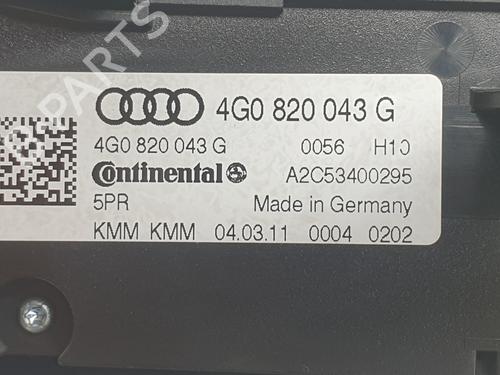 4G0 820 043 G
4G0 820 043 G 0056 H10
Continental A2C53400295
5PR Made in Germany
KMM KMM 04.03.11 0004 0202